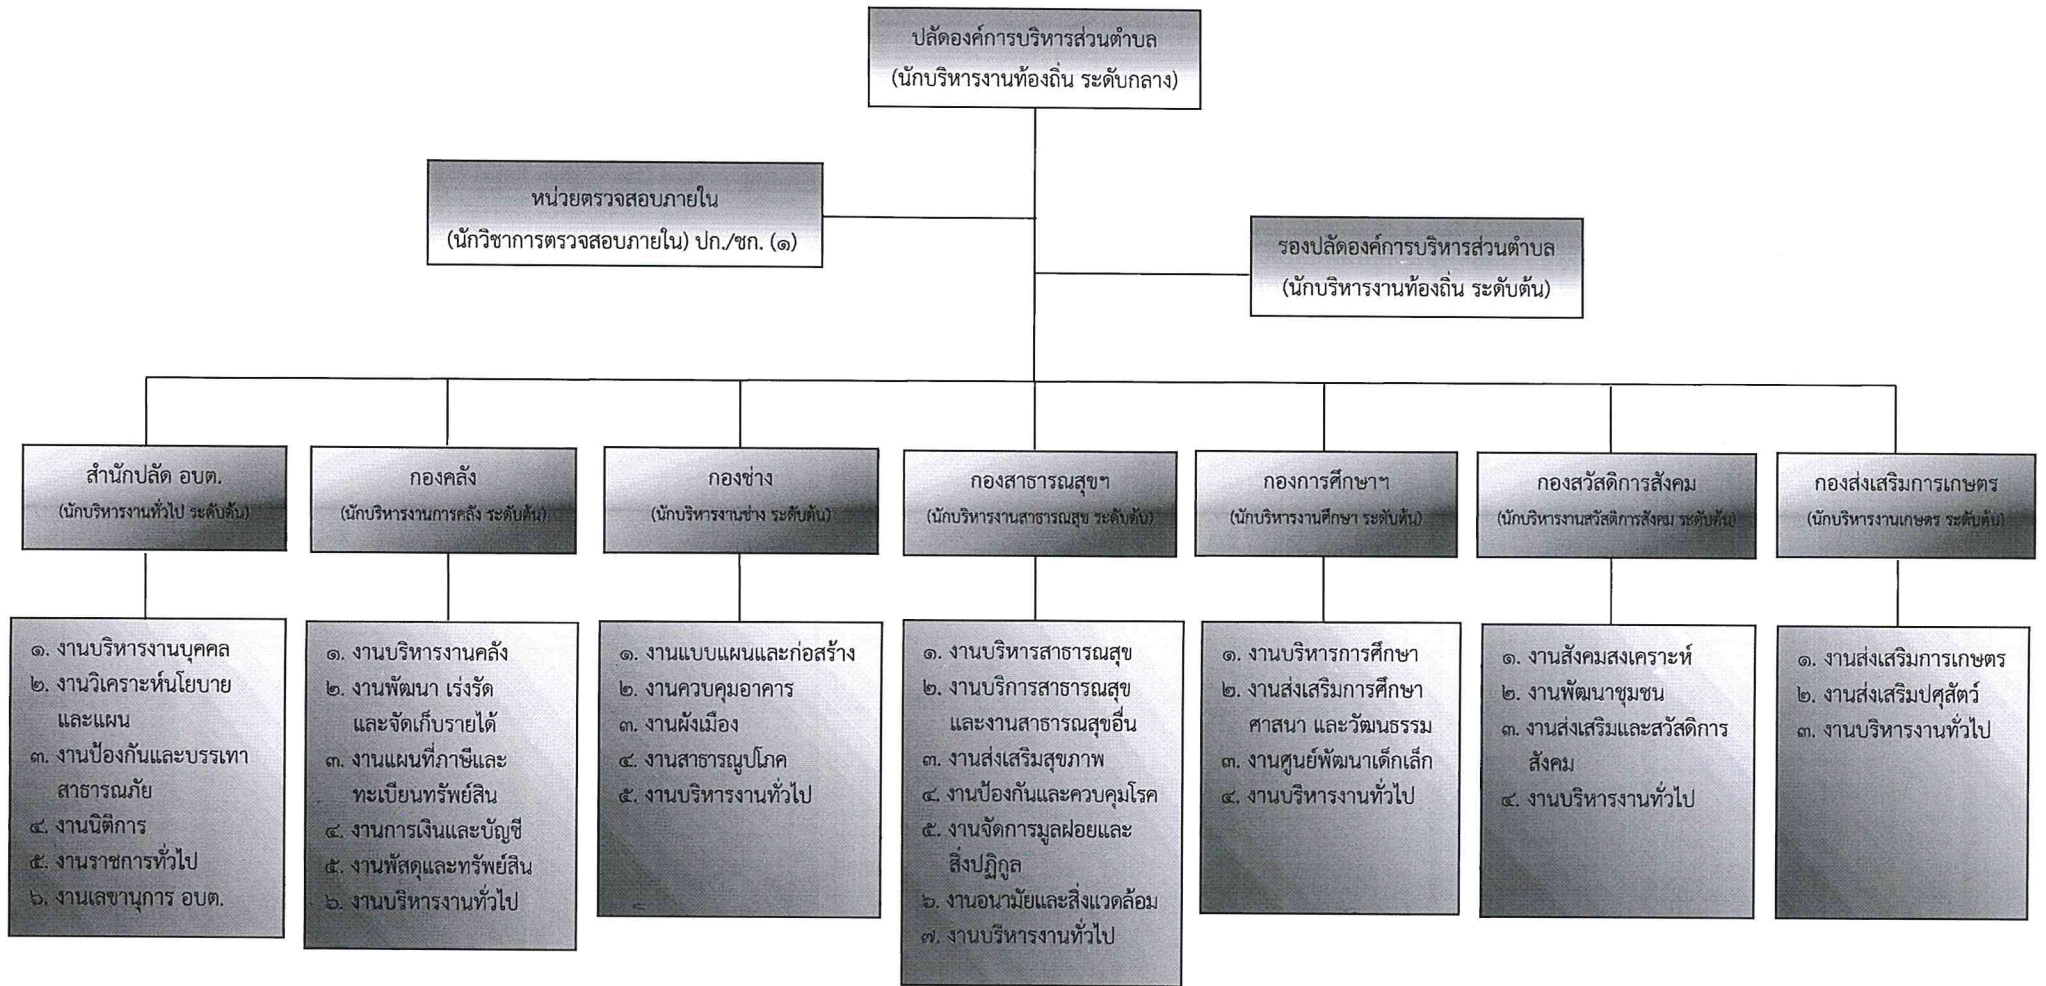 ปลัดองค์การบริหารส่วนตำบล
(นักบริหารงานท้องถิ่น ระดับกลาง)
หน่วยตรวจสอบภายใน
(นักวิชาการตรวจสอบภายใน) ปก./ชก. (๑)
รองปลัดองค์การบริหารส่วนตำบล
(นักบริหารงานท้องถิ่น ระดับต้น)
สำนักปลัด อบต.
(นักบริหารงานทั่วไป ระดับต้น)
กองคลัง
(นักบริหารงานการคลัง ระดับต้น)
กองช่าง
(นักบริหารงานช่าง ระดับต้น)
กองสาธารณสุขฯ
(นักบริหารงานสาธารณสุข ระดับต้น)
กองการศึกษาฯ
(นักบริหารงานศึกษา ระดับต้น)
กองสวัสดิการสังคม
(นักบริหารงานสวัสดิการสังคม ระดับต้น)
กองส่งเสริมการเกษตร
(นักบริหารงานเกษตร ระดับต้น)
๑. งานบริหารงานบุคคล
๒. งานวิเคราะห์นโยบาย
และแผน
๓. งานป้องกันและบรรเทา
สาธารณภัย
๔. งานนิติการ
๕. งานราชการทั่วไป
๖. งานเลขานุการ อบต.
๑. งานบริหารงานคลัง
๒. งานพัฒนา เร่งรัด
และจัดเก็บรายได้
๓. งานแผนที่ภาษีและ
ทะเบียนทรัพย์สิน
๔. งานการเงินและบัญชี
๕. งานพัสดุและทรัพย์สิน
๖. งานบริหารงานทั่วไป
๑. งานแบบแผนและก่อสร้าง
๒. งานควบคุมอาคาร
๓. งานผังเมือง
๔. งานสาธารณูปโภค
๕. งานบริหารงานทั่วไป
๑. งานบริหารสาธารณสุข
๒. งานบริการสาธารณสุข
และงานสาธารณสุขอื่น
๓. งานส่งเสริมสุขภาพ
๔. งานป้องกันและควบคุมโรค
๕. งานจัดการมูลฝอยและ
สิ่งปฏิกูล
๖. งานอนามัยและสิ่งแวดล้อม
๗. งานบริหารงานทั่วไป
๑. งานบริหารการศึกษา
๒. งานส่งเสริมการศึกษา
ศาสนา และวัฒนธรรม
๓. งานศูนย์พัฒนาเด็กเล็ก
๔. งานบริหารงานทั่วไป
๑. งานสังคมสงเคราะห์
๒. งานพัฒนาชุมชน
๓. งานส่งเสริมและสวัสดิการ
สังคม
๔. งานบริหารงานทั่วไป
๑. งานส่งเสริมการเกษตร
๒. งานส่งเสริมปศุสัตว์
๓. งานบริหารงานทั่วไป